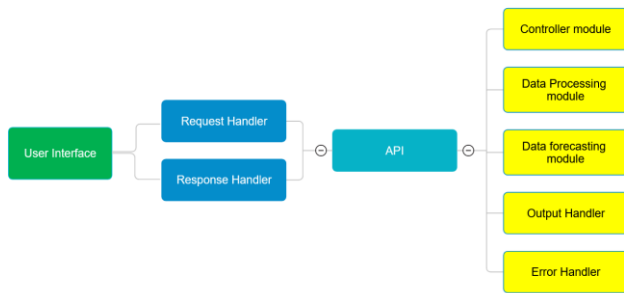 User Interface
Request Handler
Response Handler
API
Controller module
Data Processing
module
Data forecasting
module
Output Handler
Error Handler